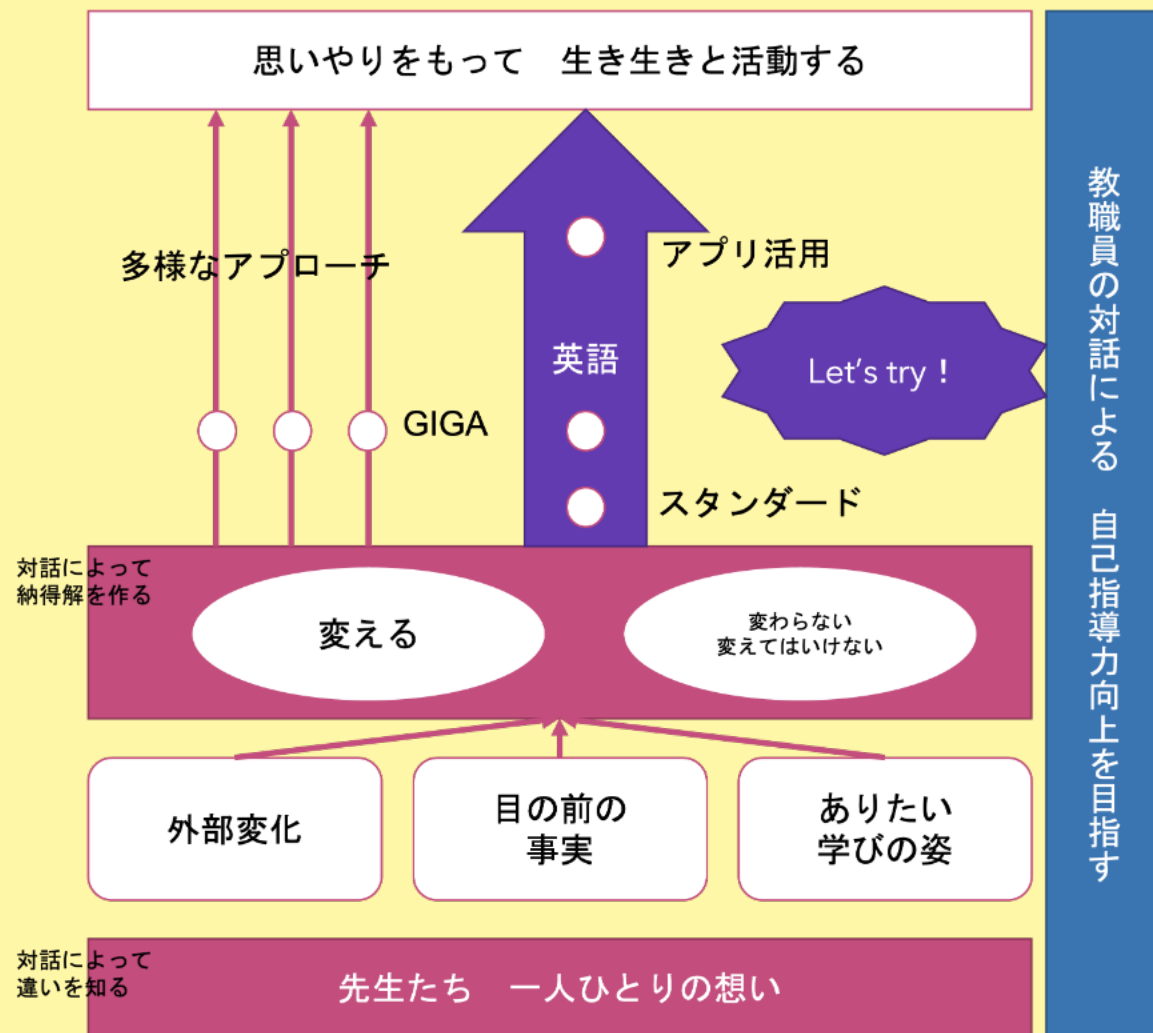 思いやりをもって　生き生きと活動する
多様なアプローチ
アプリ活用
英語
Let's try！
GIGA
スタンダード
対話によって
納得解を作る
変える
変わらない
変えてはいけない
外部変化
目の前の
事実
ありたい
学びの姿
対話によって
違いを知る
先生たち　一人ひとりの想い
教職員の対話による　自己指導力向上を目指す